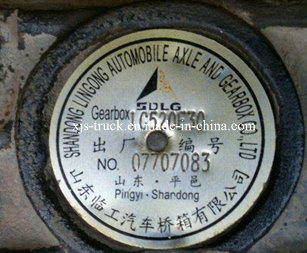 SHANDONG LINGONG AUTOMOBILE AXLE AND GEARBOX CO.,LTD
SDLG
Gearbox LG520F30
xjs-truck.en.made-in-china.com
出厂编号
NO. 07707083
山东·平邑
Pingyi - Shardong
山东临工汽车桥箱有限公司